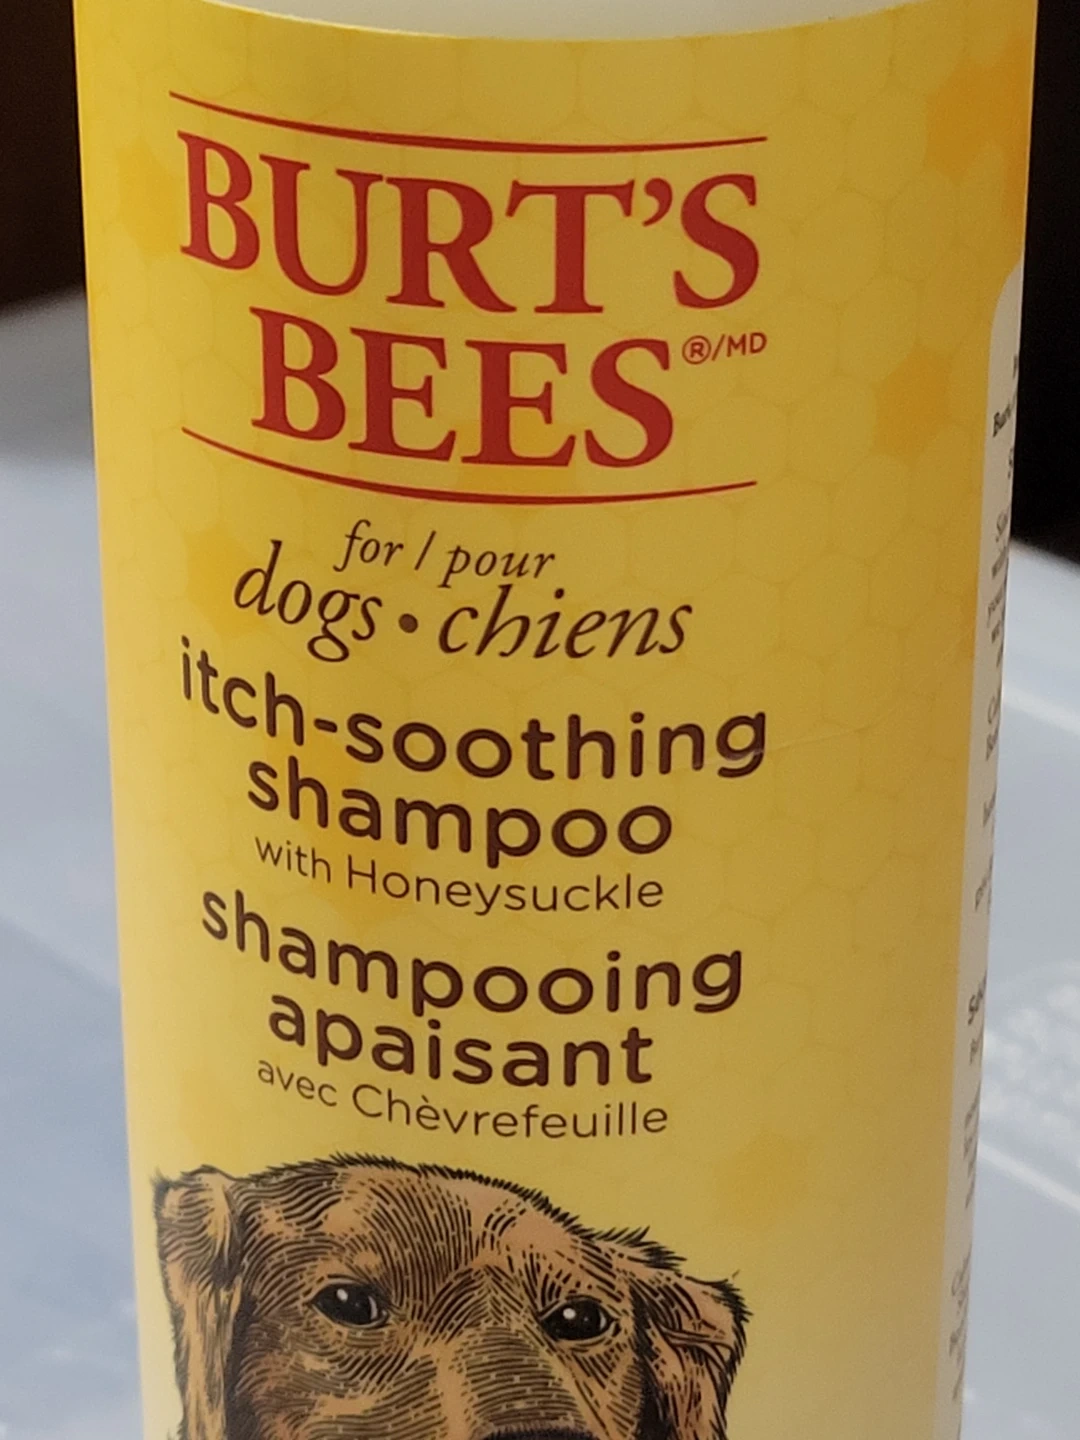 BURT'S
BEES®/MD
for / pour
dogs • chiens
itch-soothing
shampoo
with Honeysuckle
shampooing
apaisant
avec Chèvrefeuille